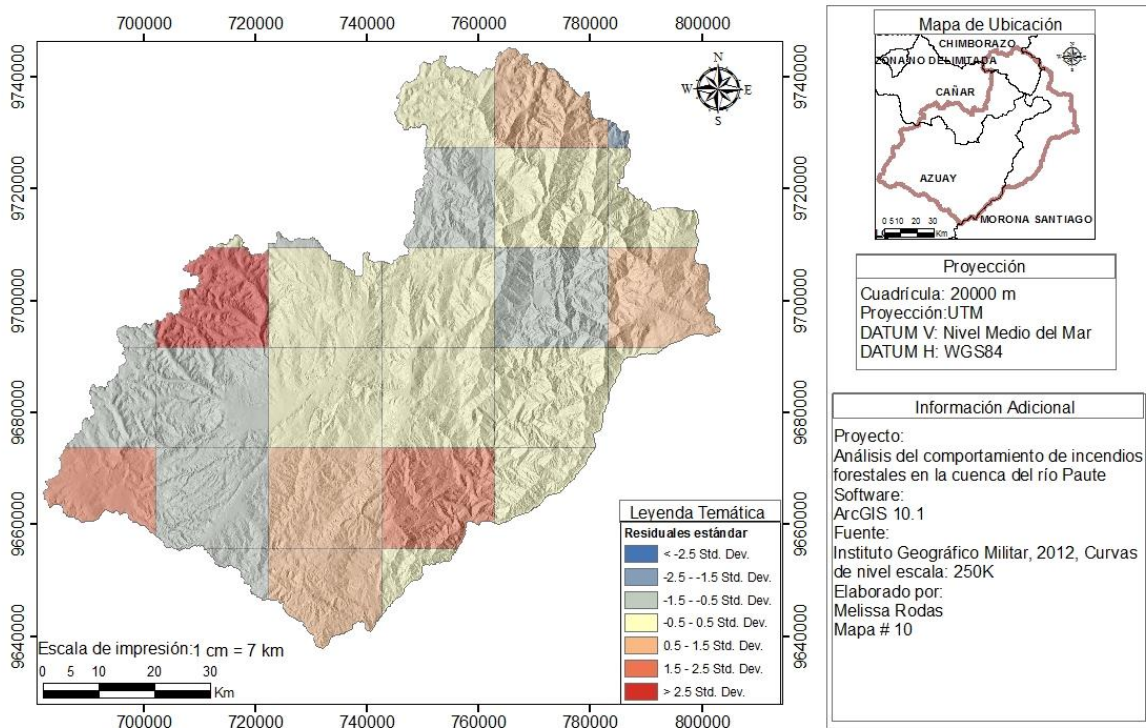 700000 720000 740000 760000 780000 800000
9740000
9720000
9700000
9680000
9660000
9640000
N
W E
S
9740000
9720000
9700000
9680000
9660000
9640000
Leyenda Temática
Residuales estándar
< -2.5 Std. Dev.
-2.5 - -1.5 Std. Dev.
-1.5 - -0.5 Std. Dev.
-0.5 - 0.5 Std. Dev.
0.5 - 1.5 Std. Dev.
1.5 - 2.5 Std. Dev.
> 2.5 Std. Dev.
Escala de impresión:1 cm = 7 km
0 5 10 20 30
Km
700000 720000 740000 760000 780000 800000
Mapa de Ubicación
CHIMBORAZO
ZONA NO DELIMITADA
CAÑAR
AZUAY
MORONA SANTIAGO
0 5 10 20 30
Km
Proyección
Cuadrícula: 20000 m
Proyección:UTM
DATUM V: Nivel Medio del Mar
DATUM H: WGS84
Información Adicional
Proyecto:
Análisis del comportamiento de incendios
forestales en la cuenca del río Paute
Software:
ArcGIS 10.1
Fuente:
Instituto Geográfico Militar, 2012, Curvas
de nivel escala: 250K
Elaborado por:
Melissa Rodas
Mapa # 10